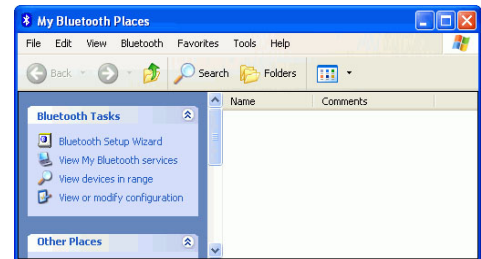 My Bluetooth Places
File Edit View Bluetooth Favorites Tools Help
Back Search Folders
Name Comments
Bluetooth Tasks
Bluetooth Setup Wizard
View My Bluetooth services
View devices in range
View or modify configuration
Other Places